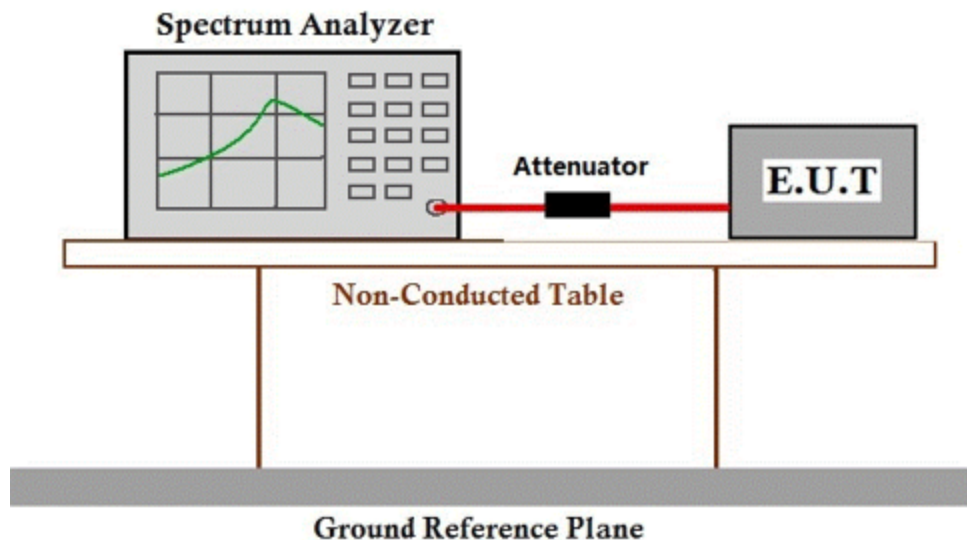 Spectrum Analyzer
Attenuator
E.U.T
Non-Conducted Table
Ground Reference Plane